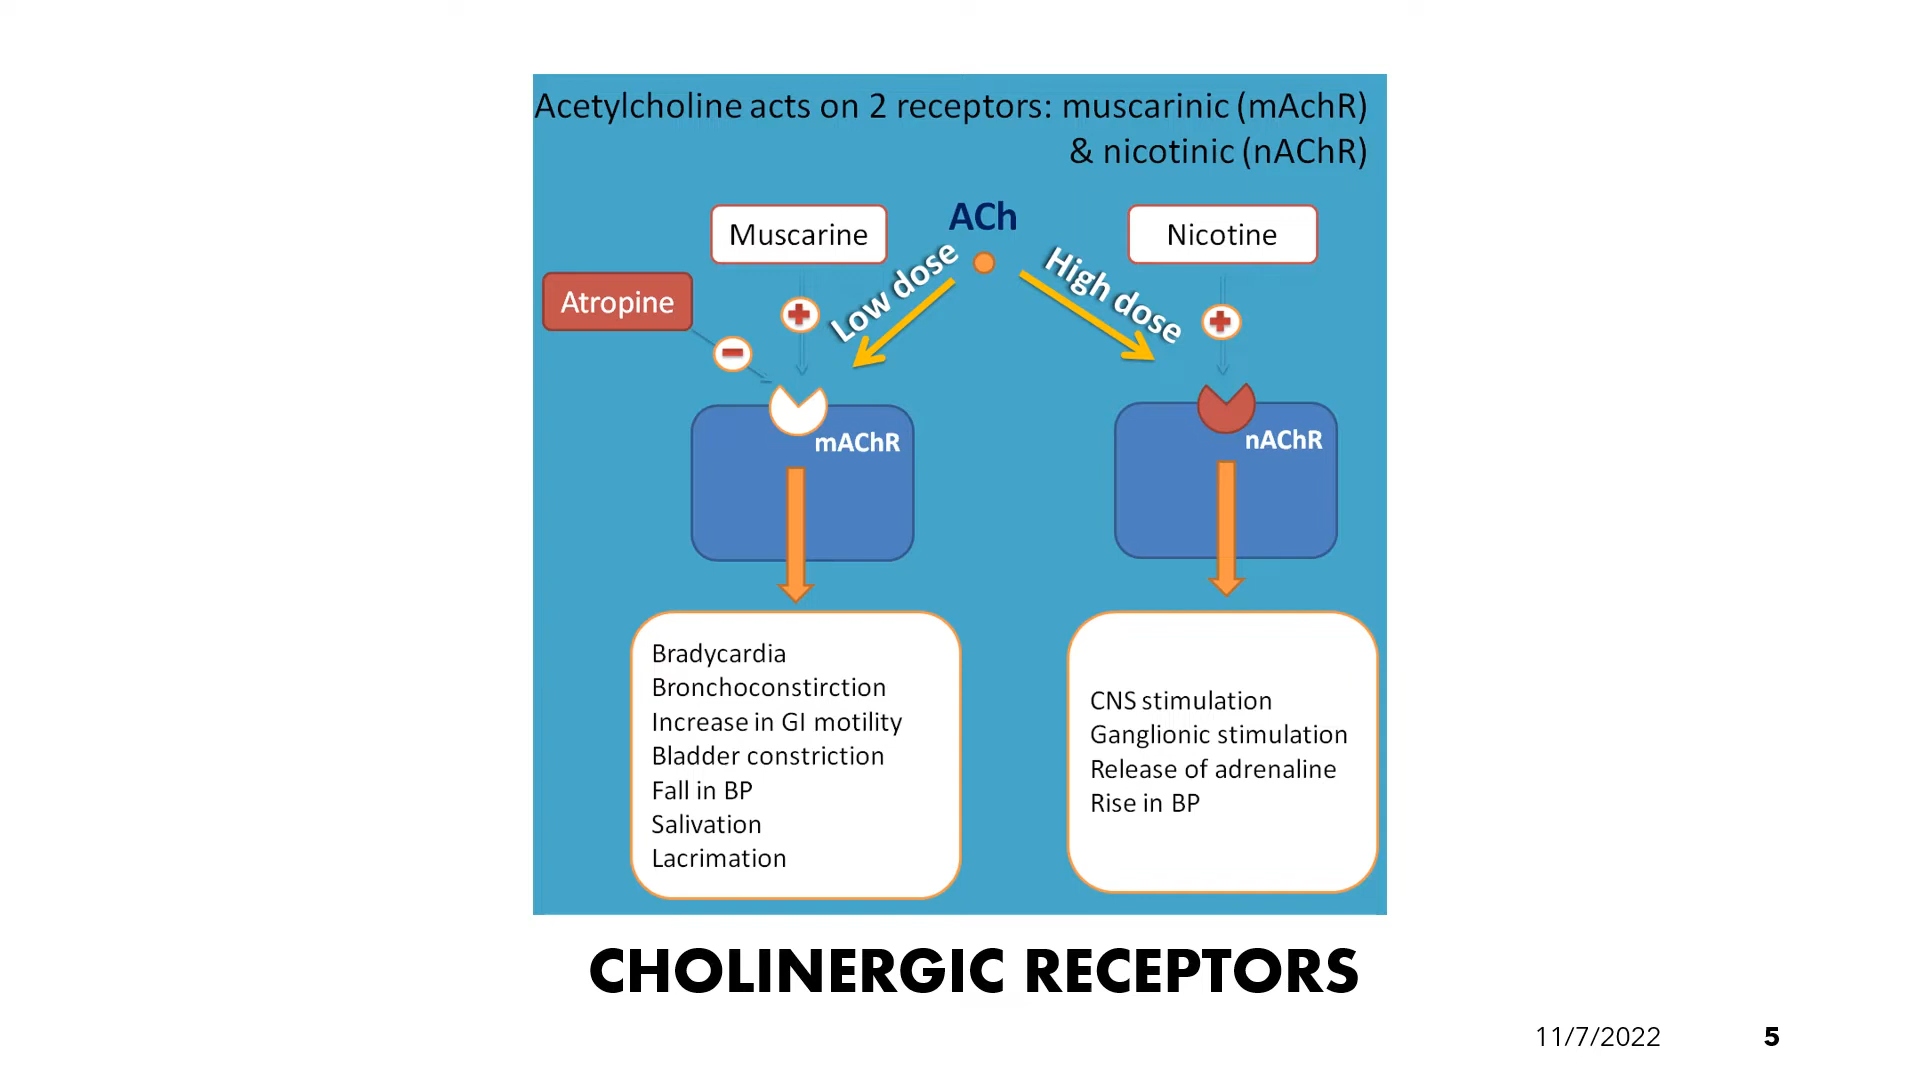 Acetylcholine acts on 2 receptors: muscarinic (mAchR)
& nicotinic (nAChR)
Muscarine
ACh
Nicotine
Atropine
Low dose
High dose
mAChR
nAChR
Bradycardia
Bronchoconstirction
Increase in GI motility
Bladder constriction
Fall in BP
Salivation
Lacrimation
CNS stimulation
Ganglionic stimulation
Release of adrenaline
Rise in BP
CHOLINERGIC RECEPTORS
11/7/2022
5